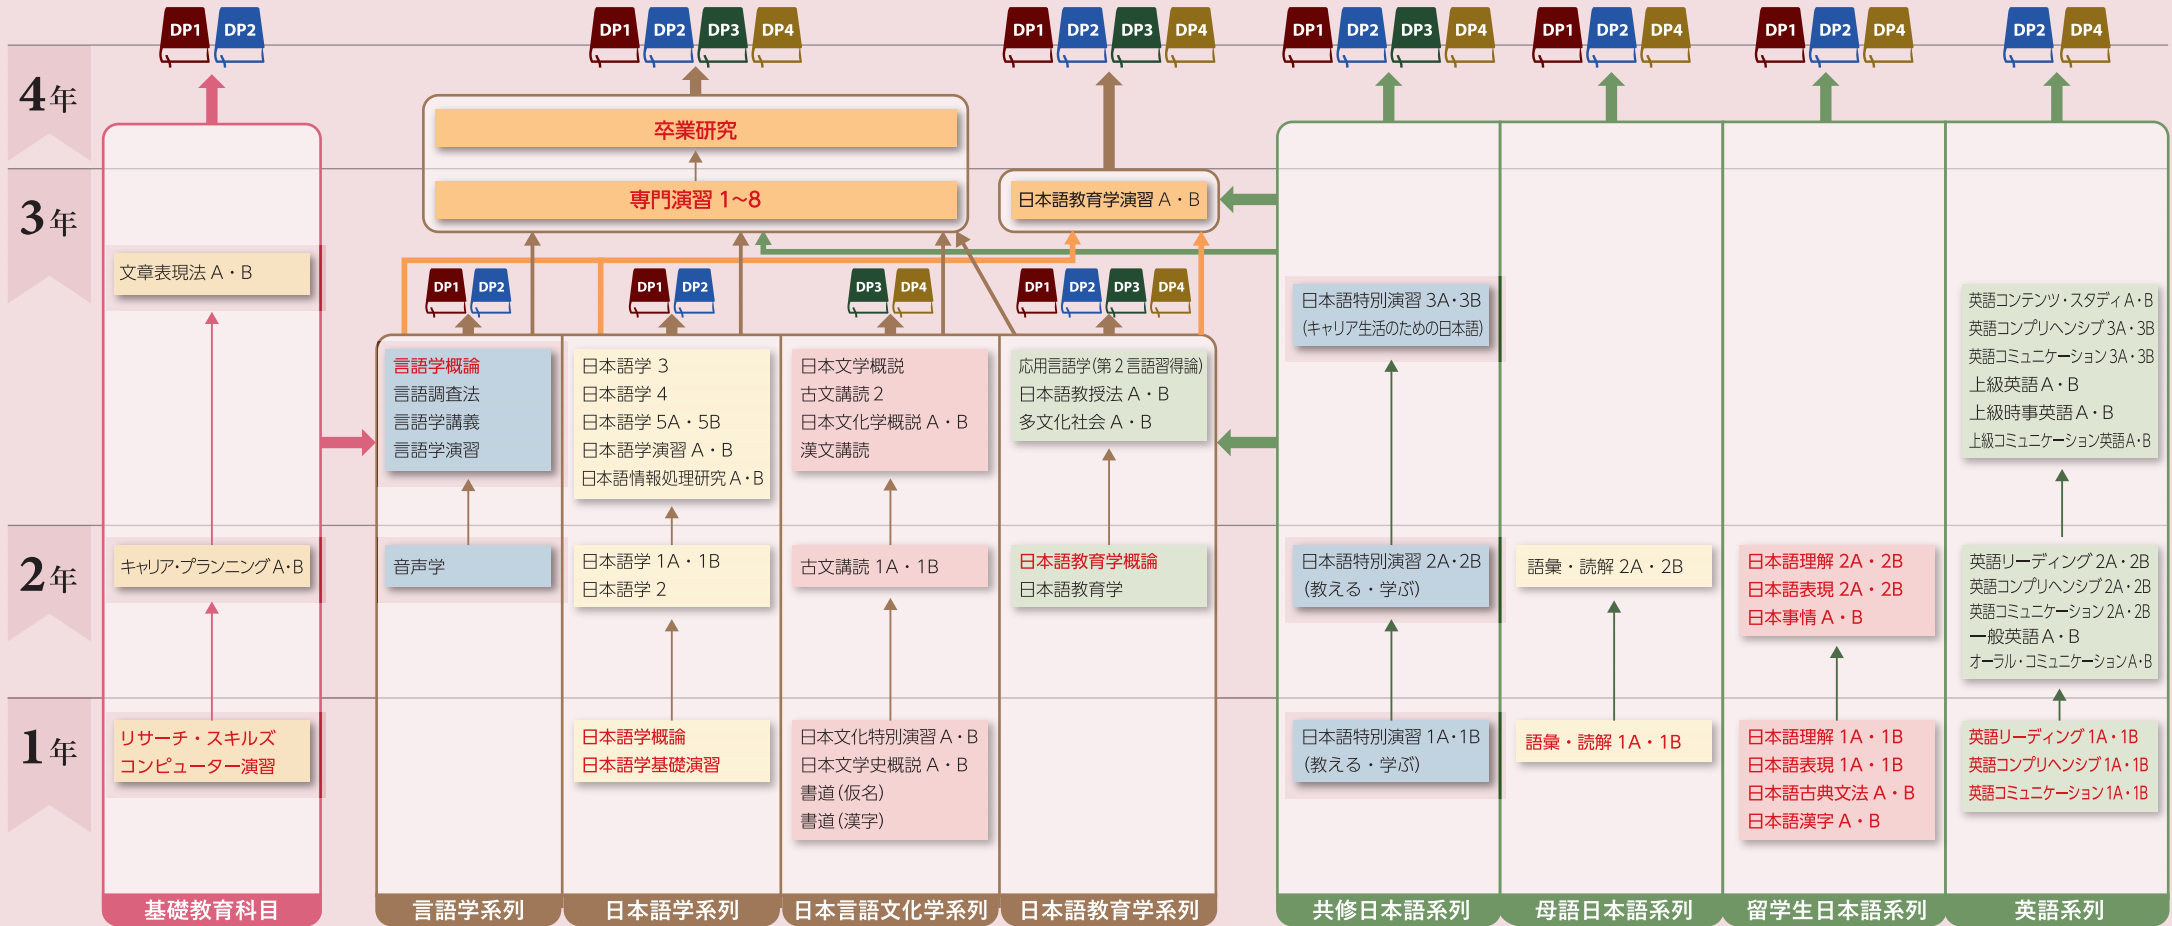 DP1 DP2
DP1 DP2 DP3 DP4
DP1 DP2 DP3 DP4
DP1 DP2 DP3 DP4
DP1 DP2 DP4
DP1 DP2 DP4
DP2 DP4
4年
3年
2年
1年
文章表現法 A・B
キャリア・プランニング A・B
リサーチ・スキルズ
コンピューター演習
基礎教育科目
卒業研究
専門演習 1～8
日本語教育学演習 A・B
DP1 DP2
DP1 DP2
DP3 DP4
DP1 DP2 DP3 DP4
言語学概論
言語調査法
言語学講義
言語学演習
音声学
言語学系列
日本語学 3
日本語学 4
日本語学 5A・5B
日本語学演習 A・B
日本語情報処理研究 A・B
日本語学 1A・1B
日本語学 2
日本語学概論
日本語学基礎演習
日本語学系列
日本文学概説
古文講読 2
日本文化学概説 A・B
漢文講読
古文講読 1A・1B
日本文化特別演習 A・B
日本文学史概説 A・B
書道(仮名)
書道(漢字)
日本言語文化学系列
応用言語学(第2言語習得論)
日本語教授法 A・B
多文化社会 A・B
日本語教育学概論
日本語教育学
日本語教育学系列
日本語特別演習 3A・3B
(キャリア生活のための日本語)
日本語特別演習 2A・2B
(教える・学ぶ)
日本語特別演習 1A・1B
(教える・学ぶ)
共修日本語系列
語彙・読解 2A・2B
語彙・読解 1A・1B
母語日本語系列
日本語理解 2A・2B
日本語表現 2A・2B
日本事情 A・B
日本語理解 1A・1B
日本語表現 1A・1B
日本語古典文法 A・B
日本語漢字 A・B
留学生日本語系列
英語コンテンツ・スタディ A・B
英語コンプリヘンシブ 3A・3B
英語コミュニケーション 3A・3B
上級英語 A・B
上級時事英語 A・B
上級コミュニケーション英語 A・B
英語リーディング 2A・2B
英語コンプリヘンシブ 2A・2B
英語コミュニケーション 2A・2B
一般英語 A・B
オーラル・コミュニケーション A・B
英語リーディング 1A・1B
英語コンプリヘンシブ 1A・1B
英語コミュニケーション 1A・1B
英語系列